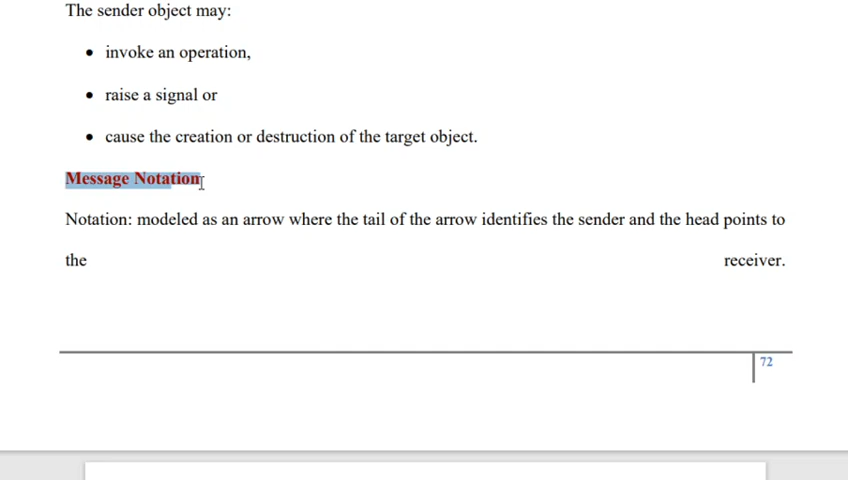 The sender object may:
• invoke an operation,
• raise a signal or
• cause the creation or destruction of the target object.
Message Notation
Notation: modeled as an arrow where the tail of the arrow identifies the sender and the head points to
the receiver.
72